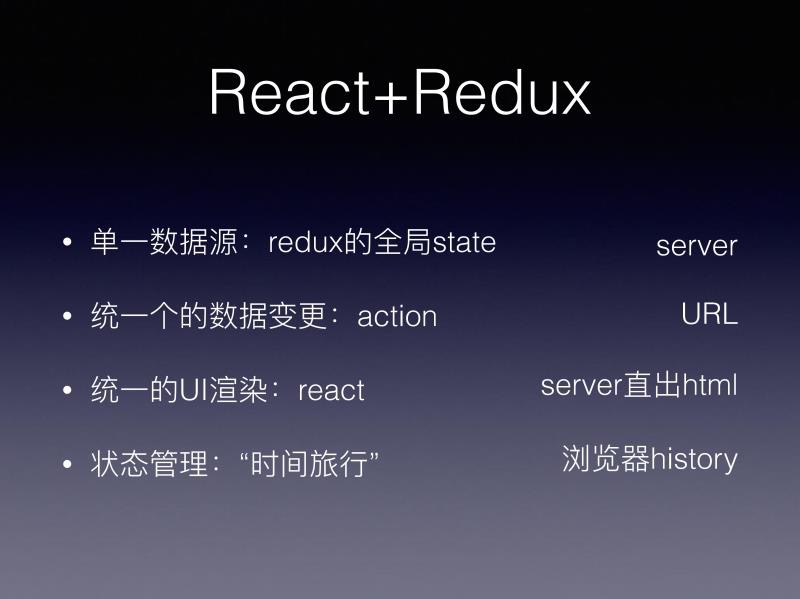 React+Redux
• 单一数据源：redux的全局state
server
• 统一个的数据变更：action
URL
• 统一的UI渲染：react
server直出html
• 状态管理：“时间旅行”
浏览器history